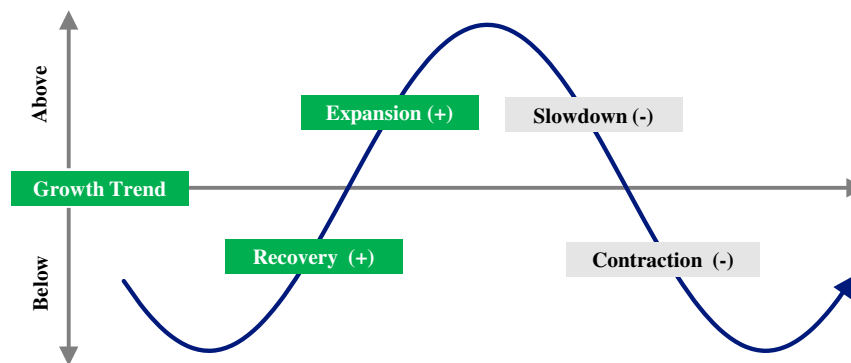 Above
Expansion (+)
Slowdown (-)
Growth Trend
Recovery (+)
Contraction (-)
Below